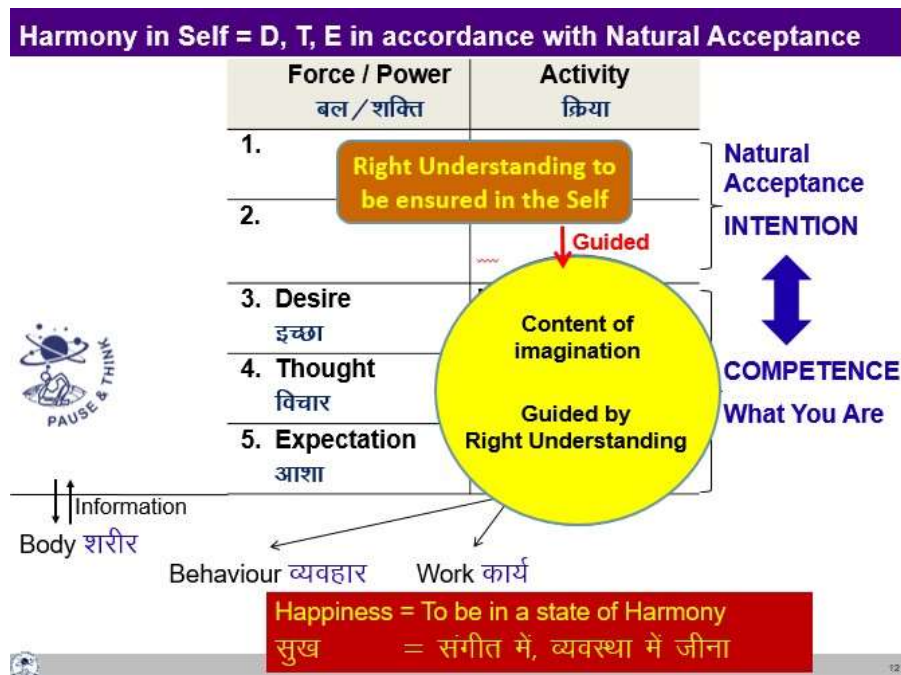 Harmony in Self = D, T, E in accordance with Natural Acceptance
Force / Power
बल / शक्ति
Activity
क्रिया
1.
Right Understanding to
be ensured in the Self
2.
Guided
Natural
Acceptance
INTENTION
3. Desire
इच्छा
4. Thought
विचार
5. Expectation
आशा
Content of
imagination
Guided by
Right Understanding
COMPETENCE
What You Are
PAUSE & THINK
Information
Body शरीर
Behaviour व्यवहार
Work कार्य
Happiness = To be in a state of Harmony
सुख = संगीत में, व्यवस्था में जीना
12